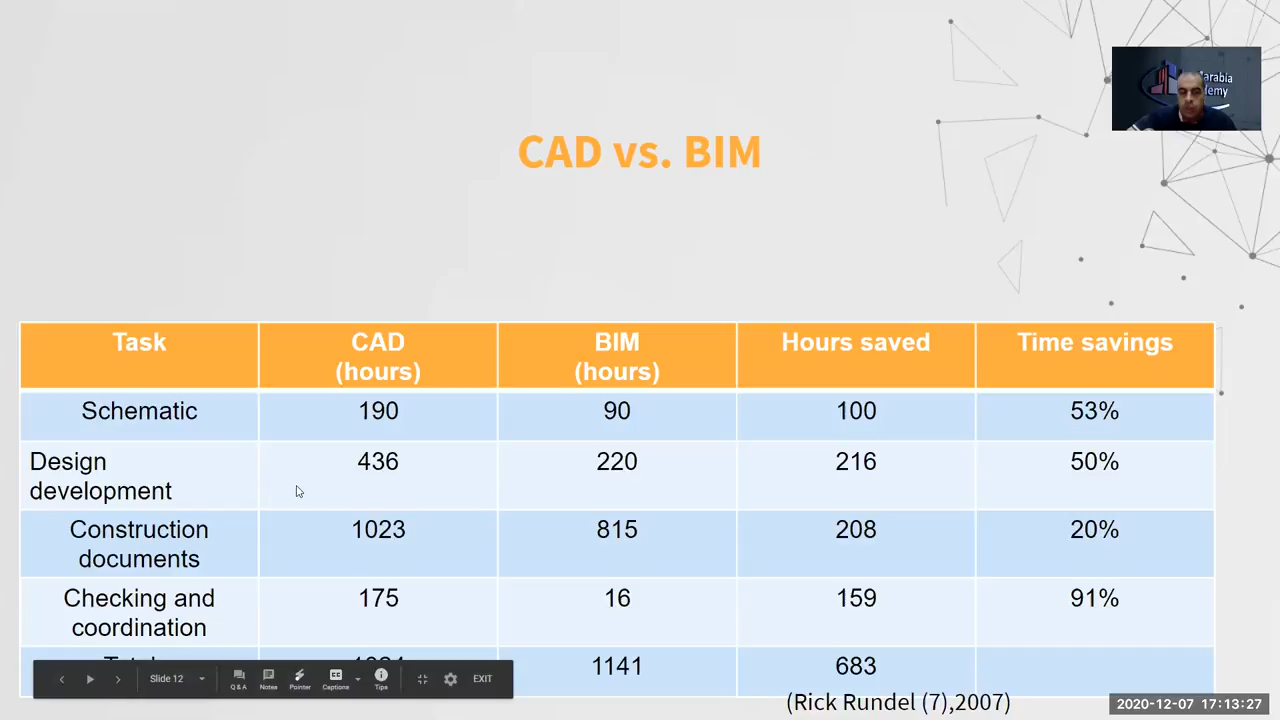 arabia
demy
CAD vs. BIM
Task
CAD
(hours)
BIM
(hours)
Hours saved
Time savings
Schematic
190
90
100
53%
Design
development
436
220
216
50%
Construction
documents
1023
815
208
20%
Checking and
coordination
175
16
159
91%
1141
683
Slide 12
Q & A
Notes
Pointer
Captions
Tips
EXIT
(Rick Rundel (7),2007)
2020-12-07 17:13:27